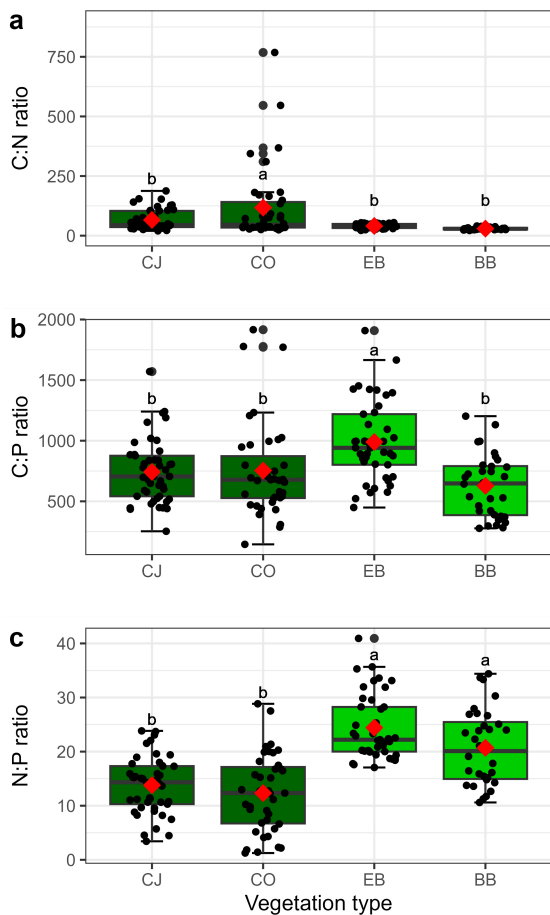 a
C:N ratio
750
500
250
0
b
a
b
b
CJ CO EB BB
b
C:P ratio
2000
1500
1000
500
b
b
a
b
CJ CO EB BB
c
N:P ratio
40
30
20
10
0
b
b
a
a
CJ CO EB BB
Vegetation type